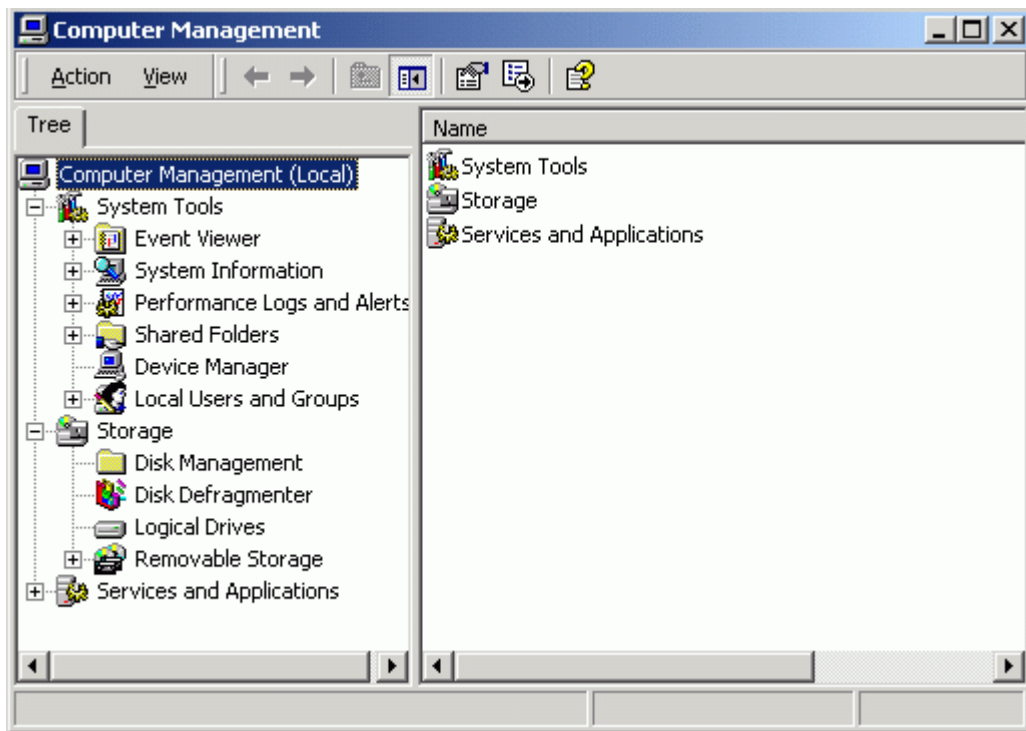 Computer Management
Action View
Tree
Name
Computer Management (Local)
System Tools
Event Viewer
System Information
Performance Logs and Alerts
Shared Folders
Device Manager
Local Users and Groups
Storage
Disk Management
Disk Defragmenter
Logical Drives
Removable Storage
Services and Applications
System Tools
Storage
Services and Applications